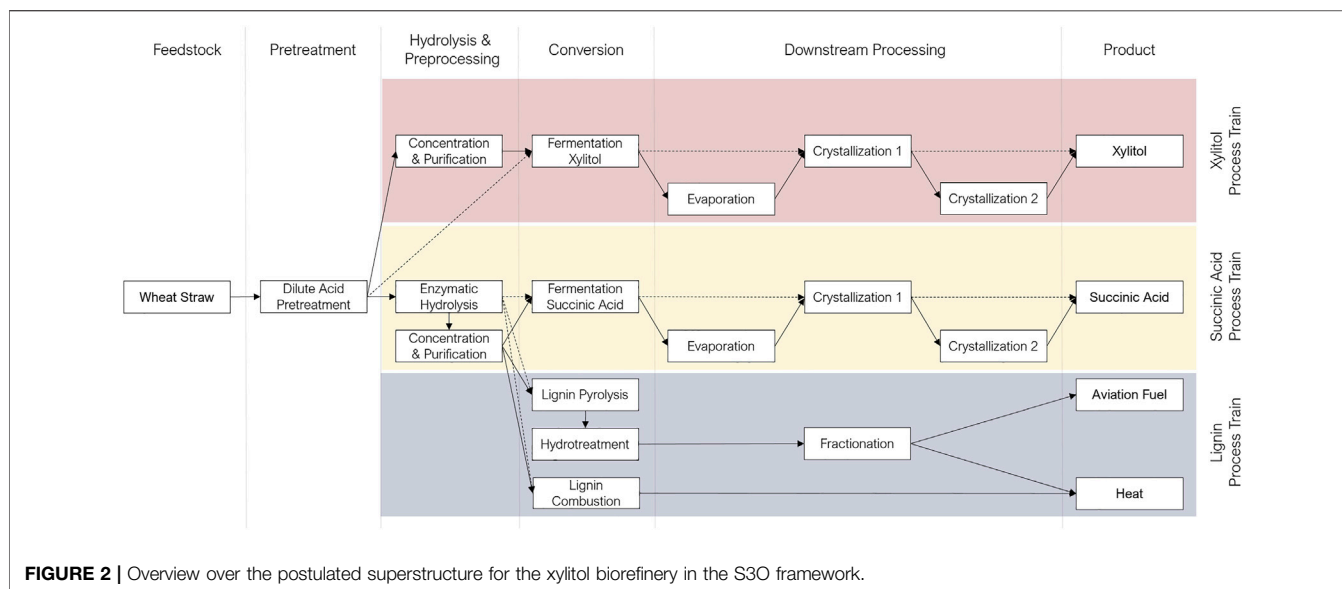 Feedstock
Pretreatment
Hydrolysis &
Preprocessing
Conversion
Downstream Processing
Product
Concentration
& Purification
Fermentation
Xylitol
Crystallization 1
Xylitol
Evaporation
Crystallization 2
Xylitol
Process Train
Wheat Straw
Dilute Acid
Pretreatment
Enzymatic
Hydrolysis
Fermentation
Succinic Acid
Crystallization 1
Succinic Acid
Concentration
& Purification
Evaporation
Crystallization 2
Succinic Acid
Process Train
Lignin Pyrolysis
Aviation Fuel
Hydrotreatment
Fractionation
Lignin
Combustion
Heat
Lignin
Process Train
FIGURE 2 | Overview over the postulated superstructure for the xylitol biorefinery in the S3O framework.